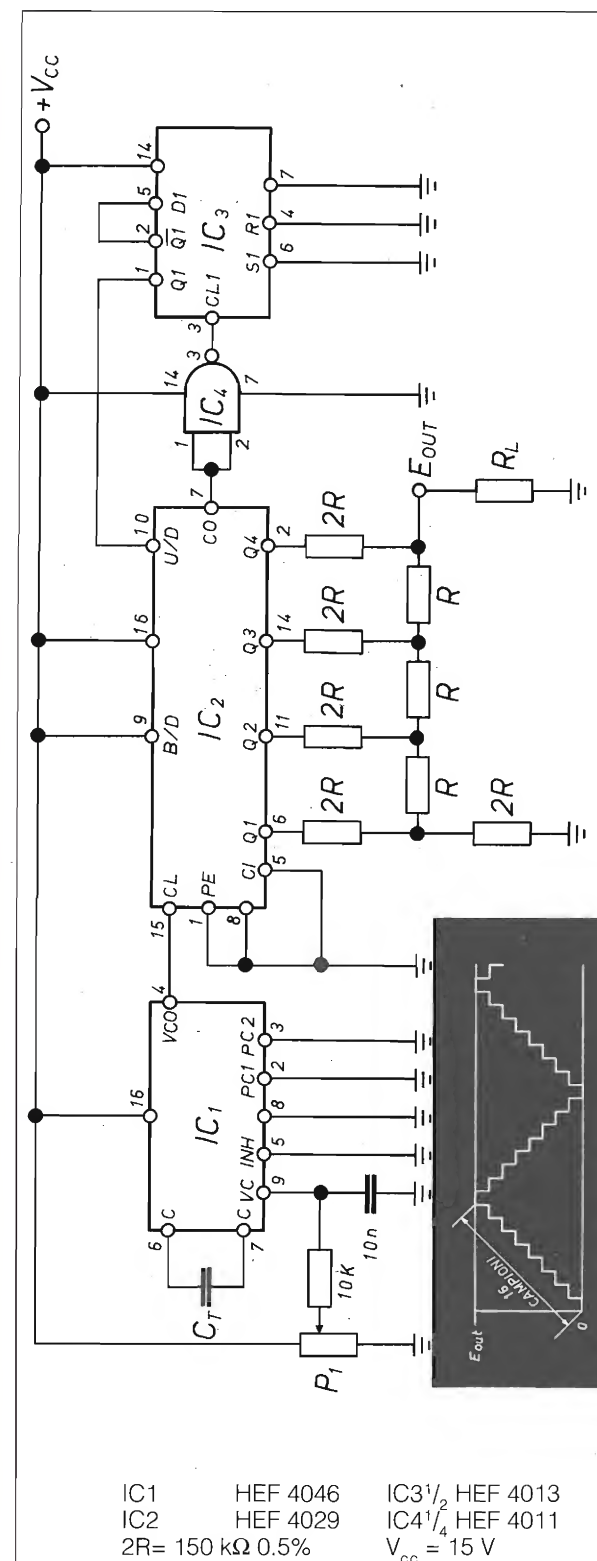 +VCC
14
5
D1
2
Q1
1
Q1
IC3
7
4
R1
6
S1
CL1
3
3
14
IC4
7
1
2
EOUT
RL
10
U/D
7
CO
16
9
B/D
IC2
Q4
2
Q3
14
Q2
11
Q1
6
CI
5
2R
2R
2R
2R
R
R
R
2R
15
CL
1
PE
8
4
VCO
16
IC1
PC2
3
PC1
2
8
INH
5
VC
9
6
C
7
C
CT
10K
10n
P1
Eout
16
CAMPIONI
0
IC1 HEF 4046 IC3 1/2 HEF 4013
IC2 HEF 4029 IC4 1/4 HEF 4011
2R= 150 kΩ 0.5% Vcc = 15 V